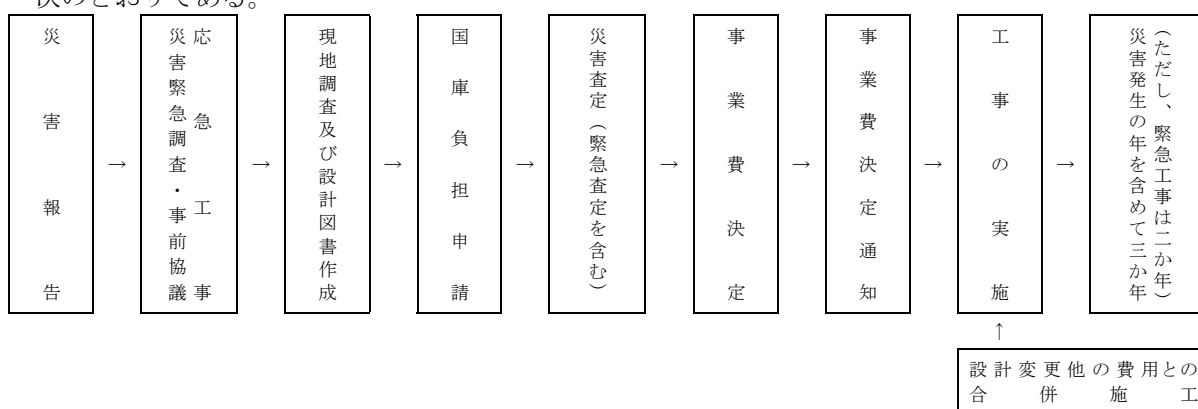 次のとおりである。
災害報告
→
応急工事
災害緊急調査・事前協議
→
現地調査及び設計図書作成
→
国庫負担申請
→
災害査定（緊急査定を含む）
→
事業費決定
→
事業費決定通知
→
工事の実施
→
災害発生の年を含めて三か年
（ただし、緊急工事は二か年）
↑
設計変更他の費用との
合併施工